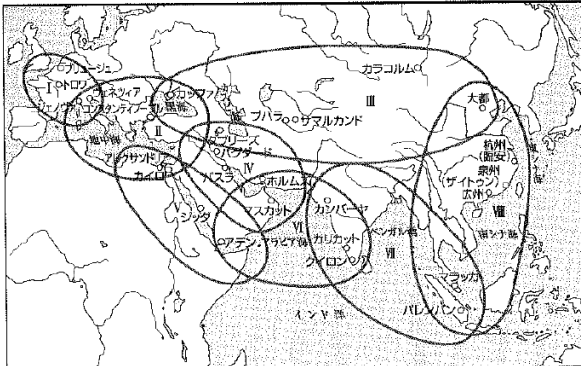 ブリュージュ
I
トロワ
ヴェネツィア
ジェノヴァ
コンスタンティノープル
カッファ
黒海
II
地中海
アレクサンドリア
カイロ
カラコルム
III
ブハラ
サマルカンド
大都
タブリーズ
バグダード
IV
バスラ
ホルムズ
マスカット
ジッダ
アデン
アラビア海
VI
カンバーヤ
カリカット
クイロン
ベンガル湾
VII
杭州
(臨安)
泉州
(ザイトゥン)
広州
VIII
東シナ海
南シナ海
マラッカ
パレンバン
インド洋